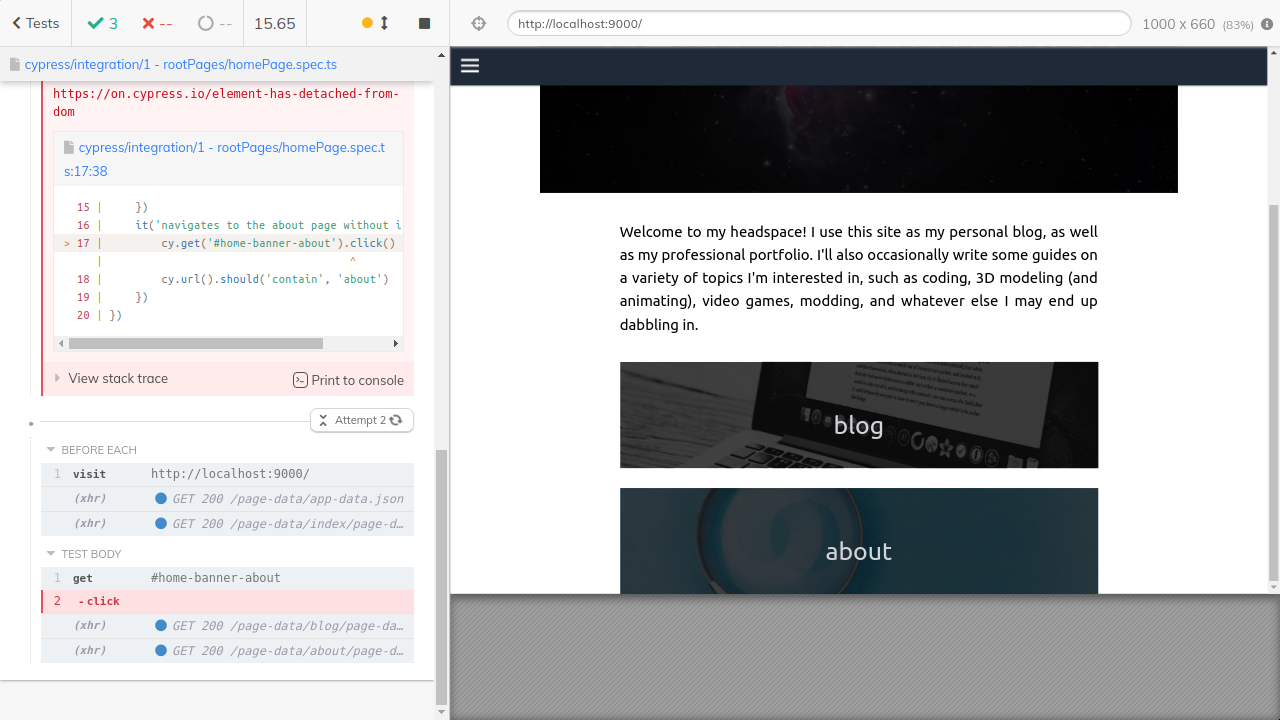 Tests
3
--
--
15.65
http://localhost:9000/
1000 x 660 (83%)
cypress/integration/1 - rootPages/homePage.spec.ts
https://on.cypress.io/element-has-detached-from-
dom
cypress/integration/1 - rootPages/homePage.spec.t
s:17:38
15 | })
16 | it('navigates to the about page without i
> 17 | cy.get('#home-banner-about').click()
| ^
18 | cy.url().should('contain', 'about')
19 | })
20 | })
View stack trace
Print to console
Attempt 2
BEFORE EACH
1 visit http://localhost:9000/
(xhr) GET 200 /page-data/app-data.json
(xhr) GET 200 /page-data/index/page-d…
TEST BODY
1 get #home-banner-about
2 -click
(xhr) GET 200 /page-data/blog/page-da…
(xhr) GET 200 /page-data/about/page-d…
Welcome to my headspace! I use this site as my personal blog, as well
as my professional portfolio. I'll also occasionally write some guides on
a variety of topics I'm interested in, such as coding, 3D modeling (and
animating), video games, modding, and whatever else I may end up
dabbling in.
blog
about